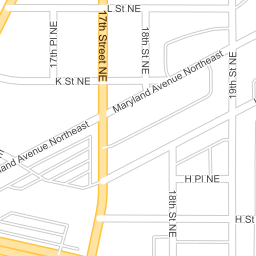 L St NE
17th Pl NE
17th Street NE
18th St NE
K St NE
Maryland Avenue Northeast
19th St NE
land Avenue Northeast
H Pl NE
18th St NE
H St